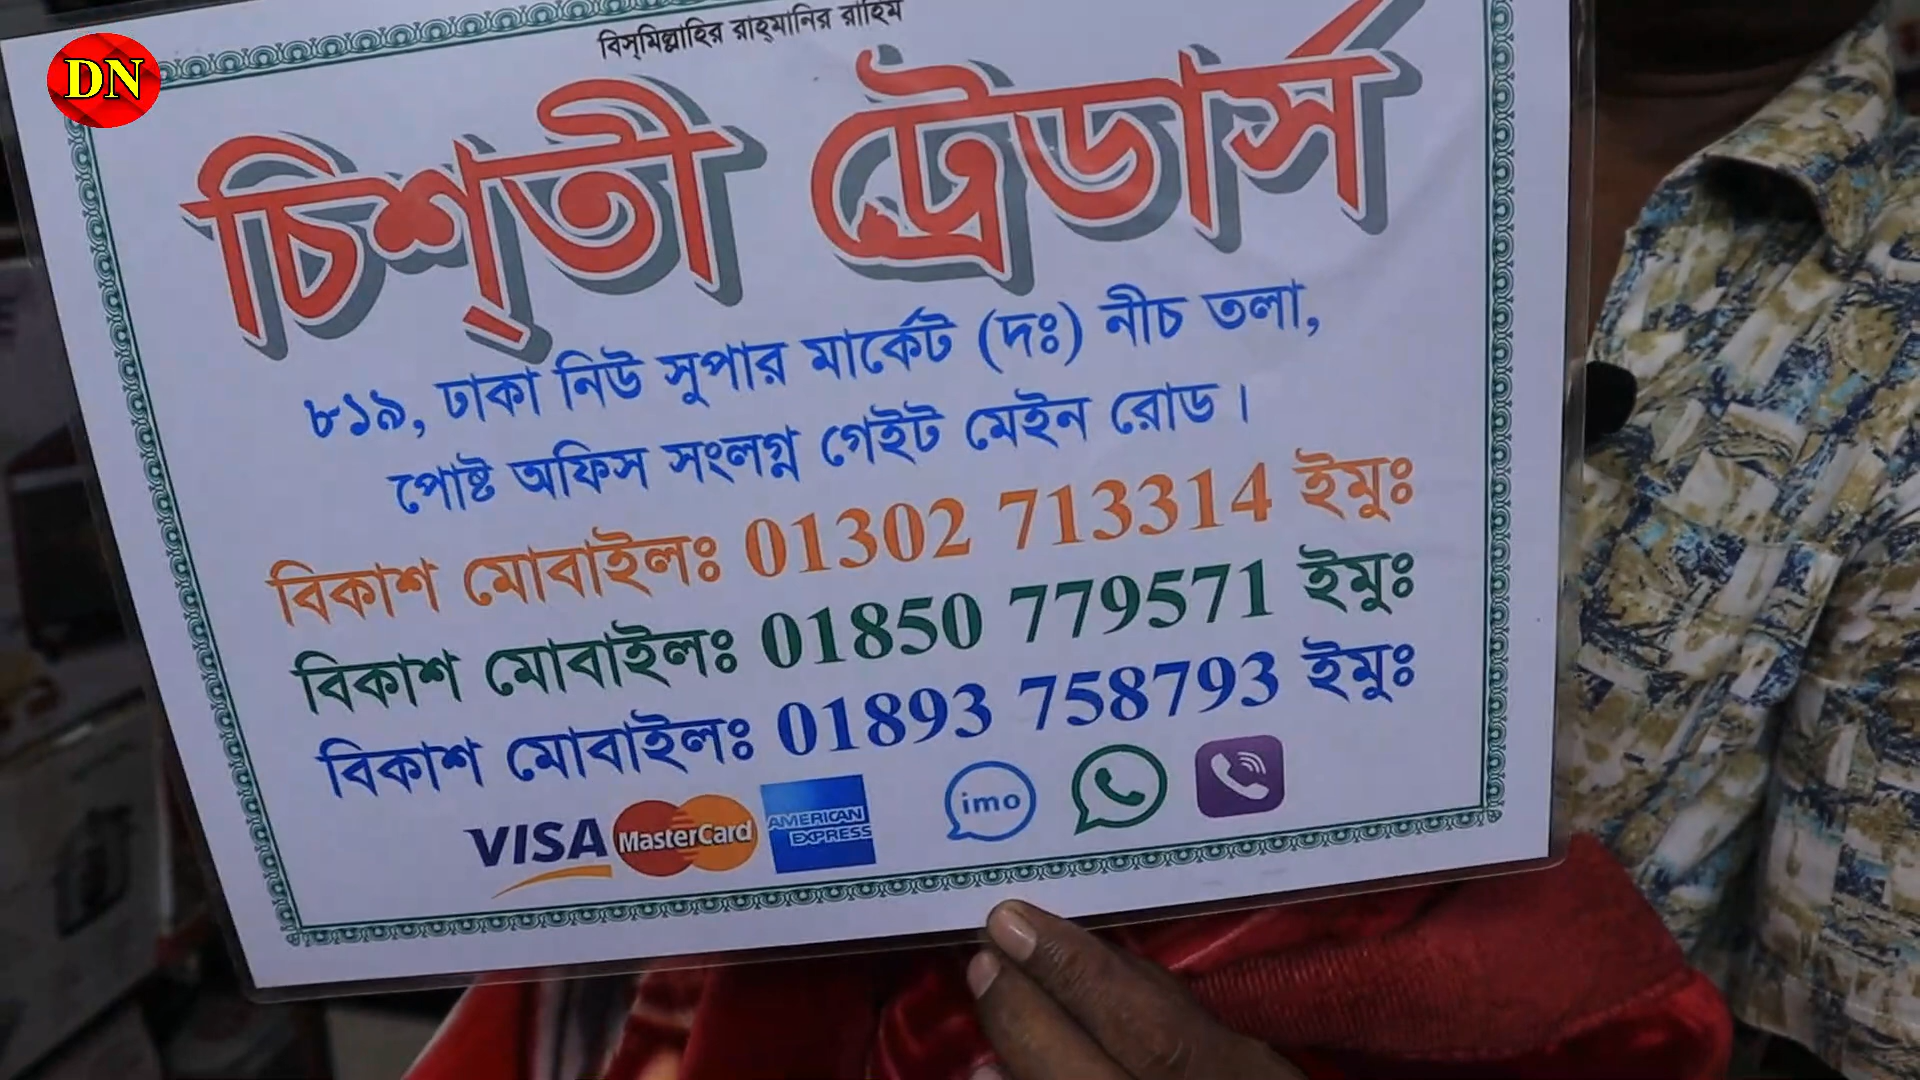 DN
বিস্‌মিল্লাহির রাহ্‌মানির রাহিম
চিশ্‌তী ট্রেডার্স
৮১৯, ঢাকা নিউ সুপার মার্কেট (দঃ) নীচ তলা,
পোষ্ট অফিস সংলগ্ন গেইট মেইন রোড।
বিকাশ মোবাইলঃ 01302 713314 ইমুঃ
বিকাশ মোবাইলঃ 01850 779571 ইমুঃ
বিকাশ মোবাইলঃ 01893 758793 ইমুঃ
VISA MasterCard AMERICAN EXPRESS imo